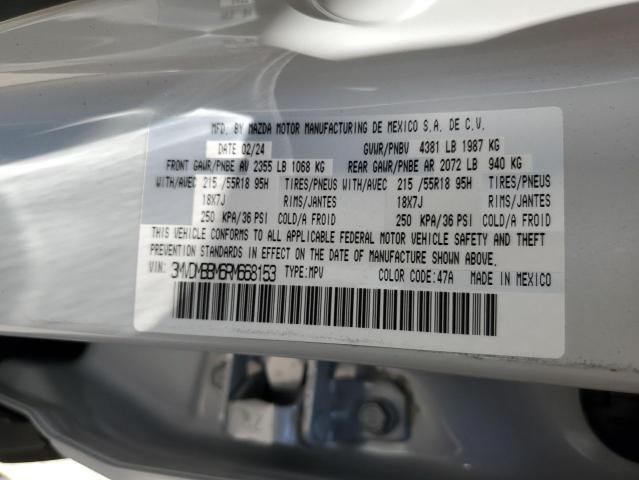 MFD. BY MAZDA MOTOR MANUFACTURING DE MEXICO S.A. DE C.V.
DATE 02/24 GVWR/PNBV 4381 LB 1987 KG
FRONT GAWR/PNBE AV 2355 LB 1068 KG REAR GAWR/PNBE AR 2072 LB 940 KG
WITH/AVEC 215/55R18 95H TIRES/PNEUS WITH/AVEC 215/55R18 95H TIRES/PNEUS
18X7J RIMS/JANTES 18X7J RIMS/JANTES
250 KPA/36 PSI COLD/A FROID 250 KPA/36 PSI COLD/A FROID
THIS VEHICLE CONFORMS TO ALL APPLICABLE FEDERAL MOTOR VEHICLE SAFETY AND THEFT
PREVENTION STANDARDS IN EFFECT ON THE DATE OF MANUFACTURE SHOWN ABOVE.
VIN: 3MVDMBBM6RM668153 TYPE:MPV COLOR CODE:47A MADE IN MEXICO